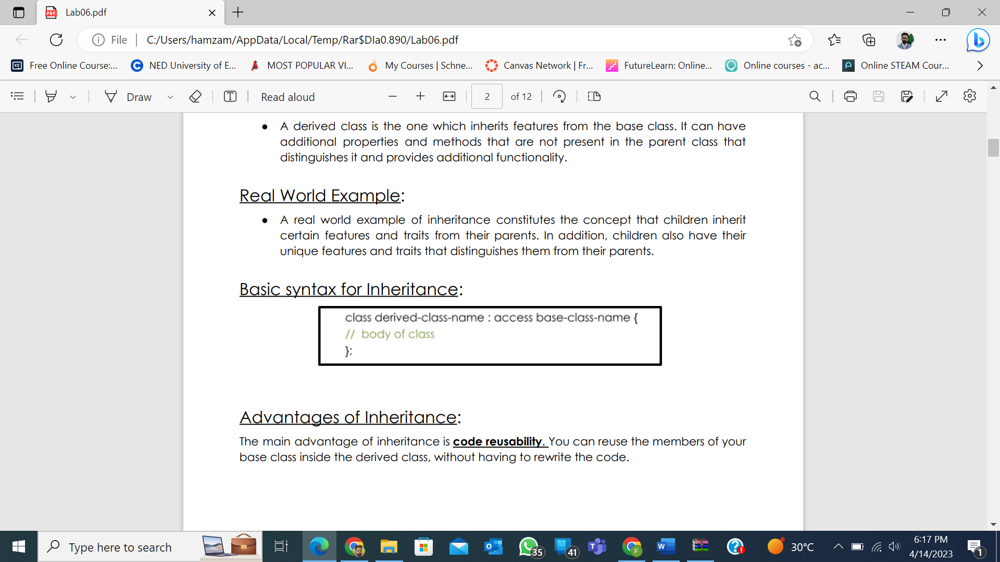 Lab06.pdf
File
C:/Users/hamzam/AppData/Local/Temp/Rar$DIa0.890/Lab06.pdf
Free Online Course:...
NED University of E...
MOST POPULAR VI...
My Courses | Schne...
Canvas Network | Fr...
FutureLearn: Online...
Online courses - ac...
Online STEAM Cour...
Draw
Read aloud
2
of 12
● A derived class is the one which inherits features from the base class. It can have
additional properties and methods that are not present in the parent class that
distinguishes it and provides additional functionality.
Real World Example:
● A real world example of inheritance constitutes the concept that children inherit
certain features and traits from their parents. In addition, children also have their
unique features and traits that distinguishes them from their parents.
Basic syntax for Inheritance:
class derived-class-name : access base-class-name {
// body of class
};
Advantages of Inheritance:
The main advantage of inheritance is code reusability. You can reuse the members of your
base class inside the derived class, without having to rewrite the code.
Type here to search
35
41
30°C
6:17 PM
4/14/2023
1